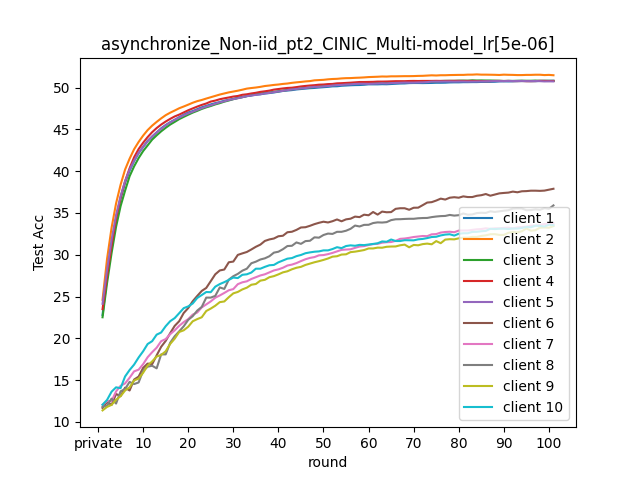 asynchronize_Non-iid_pt2_CINIC_Multi-model_lr[5e-06]
Test Acc
50
45
40
35
30
25
20
15
10
client 1
client 2
client 3
client 4
client 5
client 6
client 7
client 8
client 9
client 10
private 10 20 30 40 50 60 70 80 90 100
round